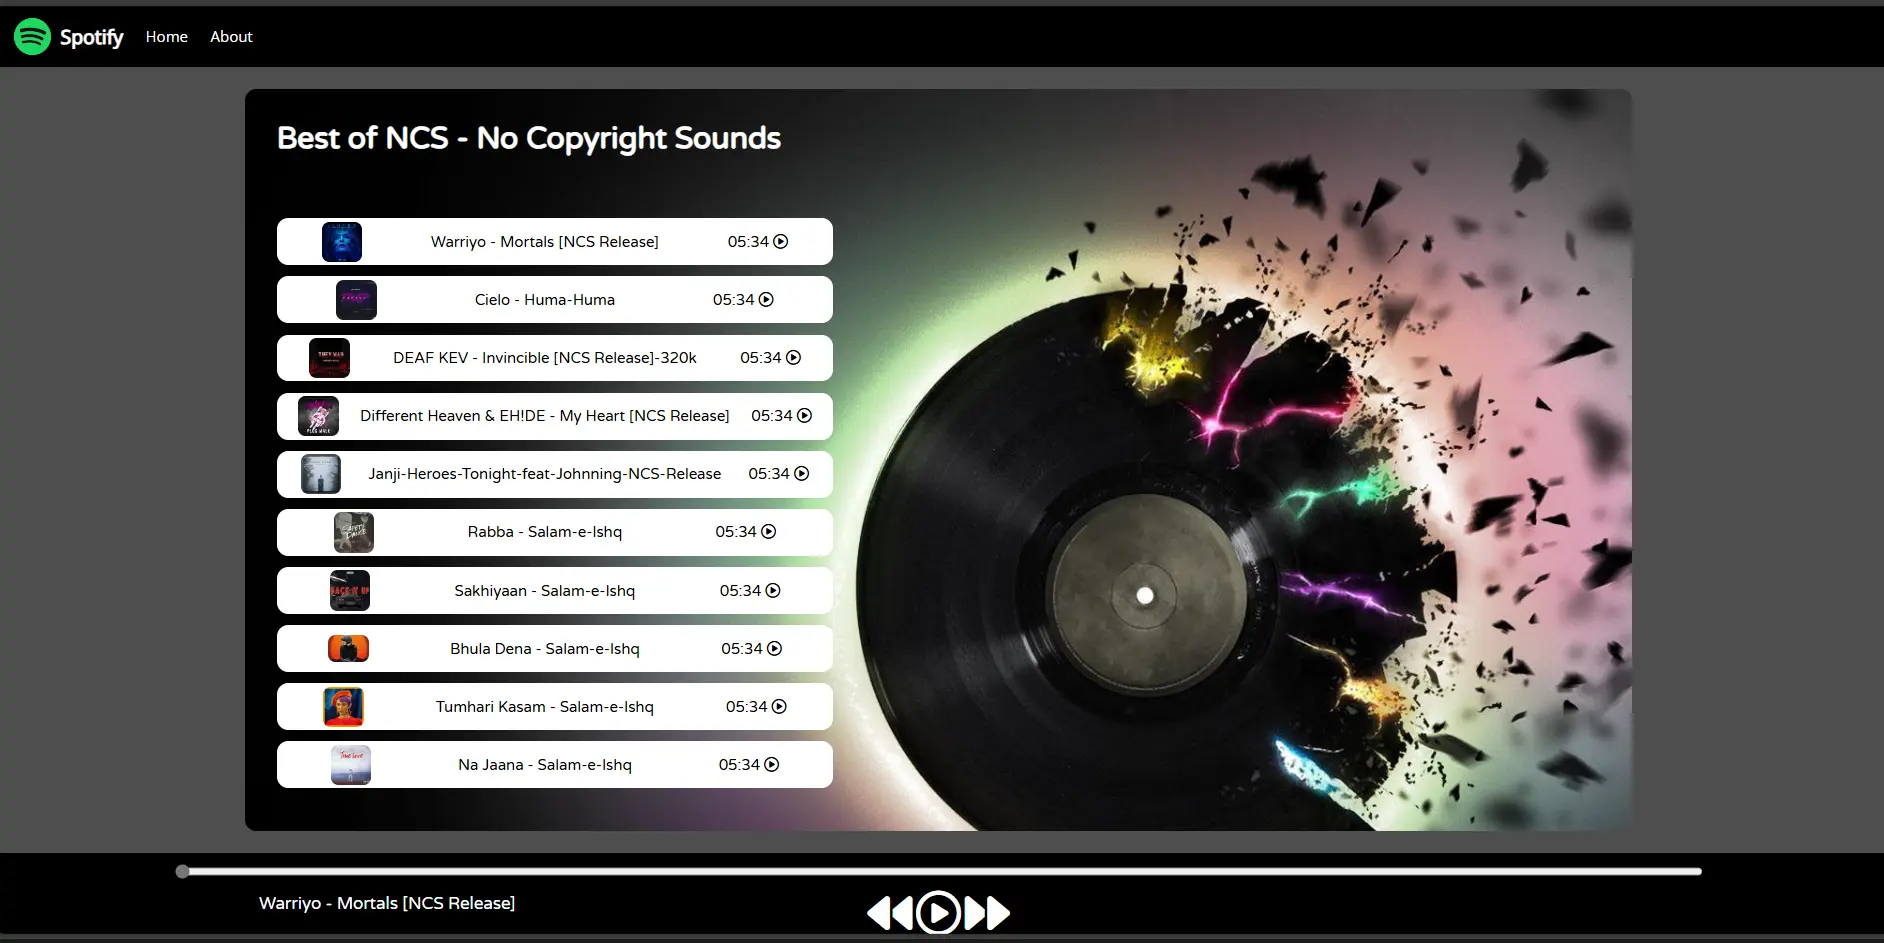 Spotify Home About
Best of NCS - No Copyright Sounds
Warriyo - Mortals [NCS Release] 05:34
Cielo - Huma-Huma 05:34
DEAF KEV - Invincible [NCS Release]-320k 05:34
Different Heaven & EH!DE - My Heart [NCS Release] 05:34
Janji-Heroes-Tonight-feat-Johnning-NCS-Release 05:34
Rabba - Salam-e-Ishq 05:34
Sakhiyaan - Salam-e-Ishq 05:34
Bhula Dena - Salam-e-Ishq 05:34
Tumhari Kasam - Salam-e-Ishq 05:34
Na Jaana - Salam-e-Ishq 05:34
Warriyo - Mortals [NCS Release]